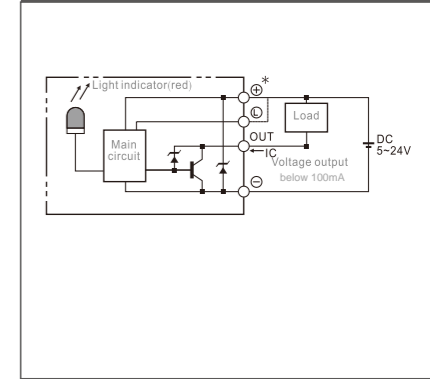 Light indicator(red)
⊕ *
Ⓛ
Load
Main
circuit
OUT
IC
Voltage output
below 100mA
⊖
DC
5~24V